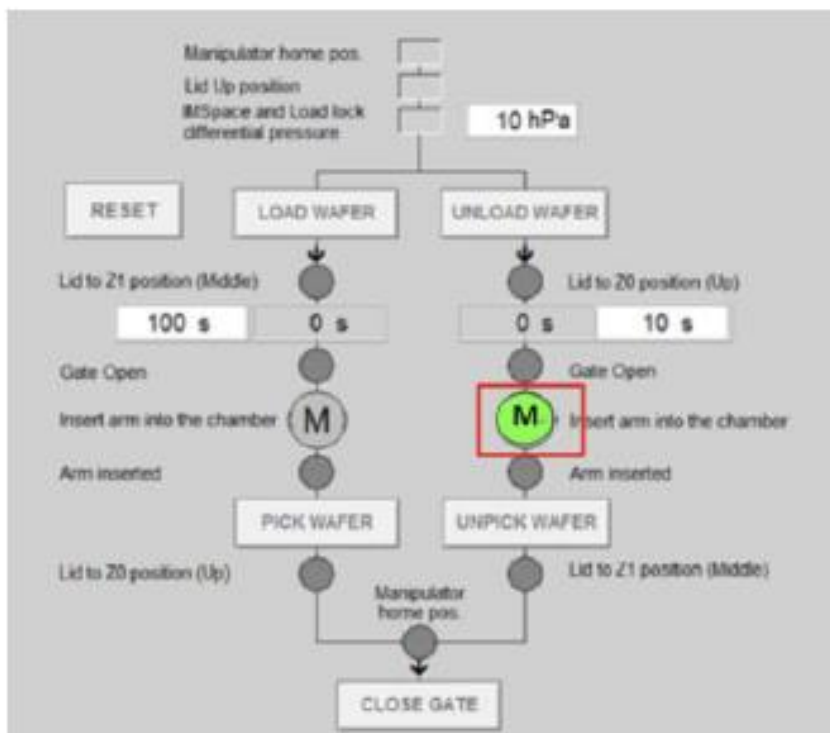 Manipulator home pos.
Lid Up position
IMSpace and Load lock
differential pressure
10 hPa
RESET
LOAD WAFER
UNLOAD WAFER
Lid to Z1 position (Middle)
Lid to Z0 position (Up)
100 s
0 s
0 s
10 s
Gate Open
Gate Open
Insert arm into the chamber
M
M
Insert arm into the chamber
Arm inserted
Arm inserted
PICK WAFER
UNPICK WAFER
Lid to Z0 position (Up)
Lid to Z1 position (Middle)
Manipulator
home pos.
CLOSE GATE